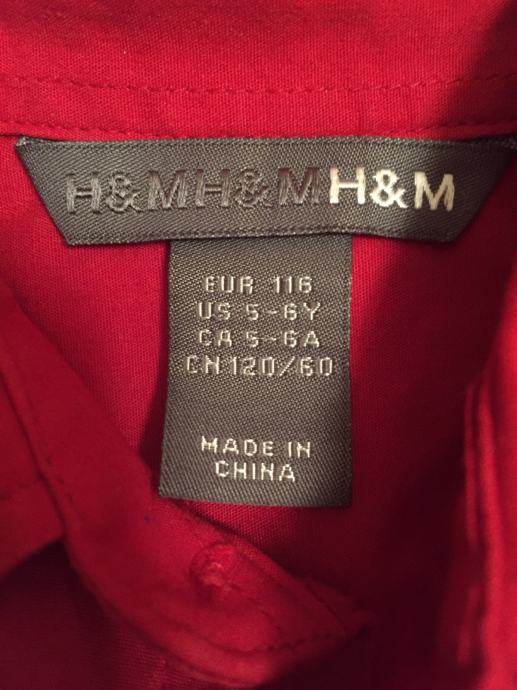 H&MH&MH&M
EUR 116
US 5-6Y
CA 5-6A
CN 120/60
MADE IN
CHINA